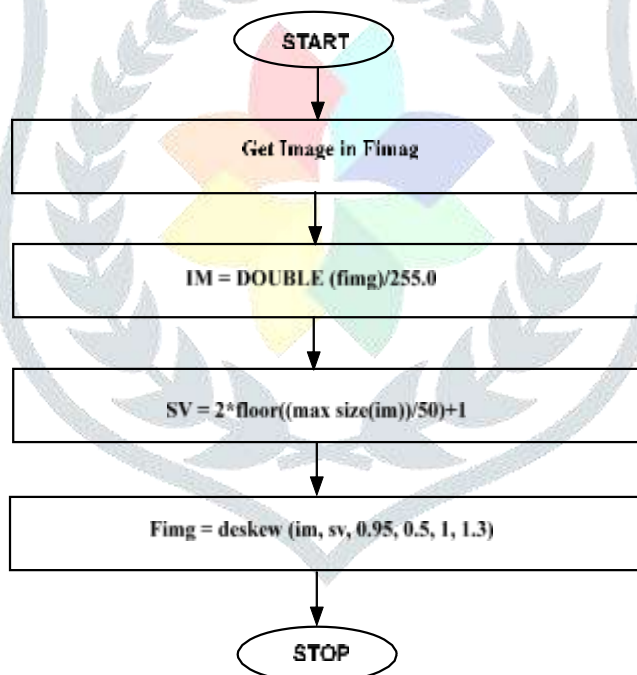 START
Get Image in Fimag
IM = DOUBLE (fimg)/255.0
SV = 2*floor((max size(im))/50)+1
Fimg = deskew (im, sv, 0.95, 0.5, 1, 1.3)
STOP